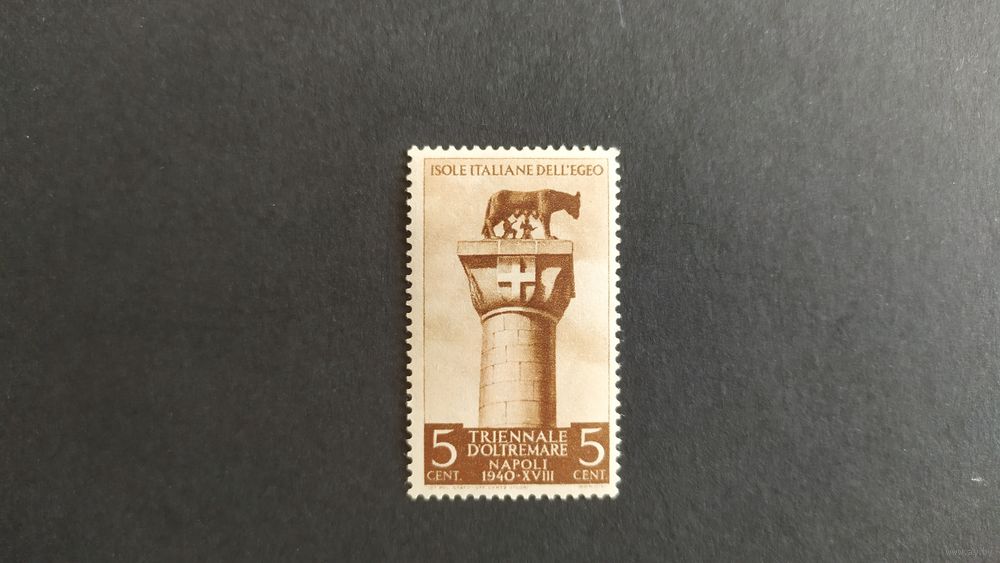 ISOLE ITALIANE DELL'EGEO
5 TRIENNALE 5
D'OLTREMARE
NAPOLI
CENT. 1940·XVIII CENT.